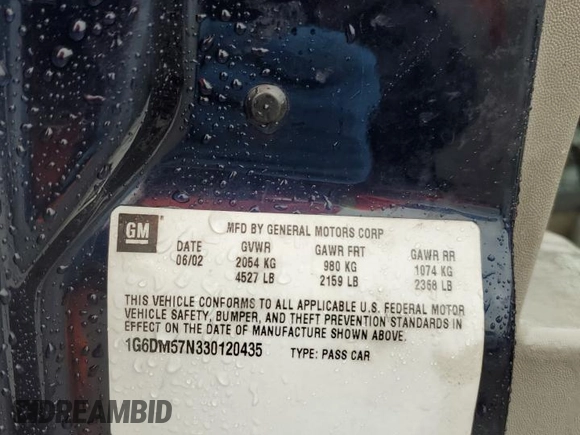 GM
MFD BY GENERAL MOTORS CORP
DATE GVWR GAWR FRT GAWR RR
06/02 2054 KG 980 KG 1074 KG
4527 LB 2159 LB 2368 LB
THIS VEHICLE CONFORMS TO ALL APPLICABLE U.S. FEDERAL MOTOR
VEHICLE SAFETY, BUMPER, AND THEFT PREVENTION STANDARDS IN
EFFECT ON THE DATE OF MANUFACTURE SHOWN ABOVE.
1G6DM57N330120435 TYPE: PASS CAR
BIDREAMBID